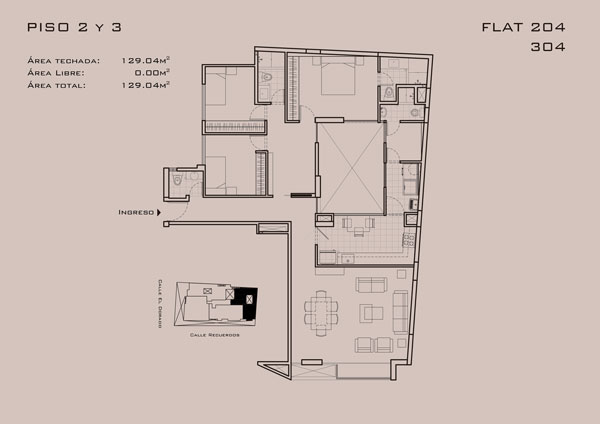 PISO 2 Y 3
FLAT 204
304
ÁREA TECHADA: 129.04M²
ÁREA LIBRE: 0.00M²
ÁREA TOTAL: 129.04M²
INGRESO
CALLE EL DORADO
CALLE RECUERDOS